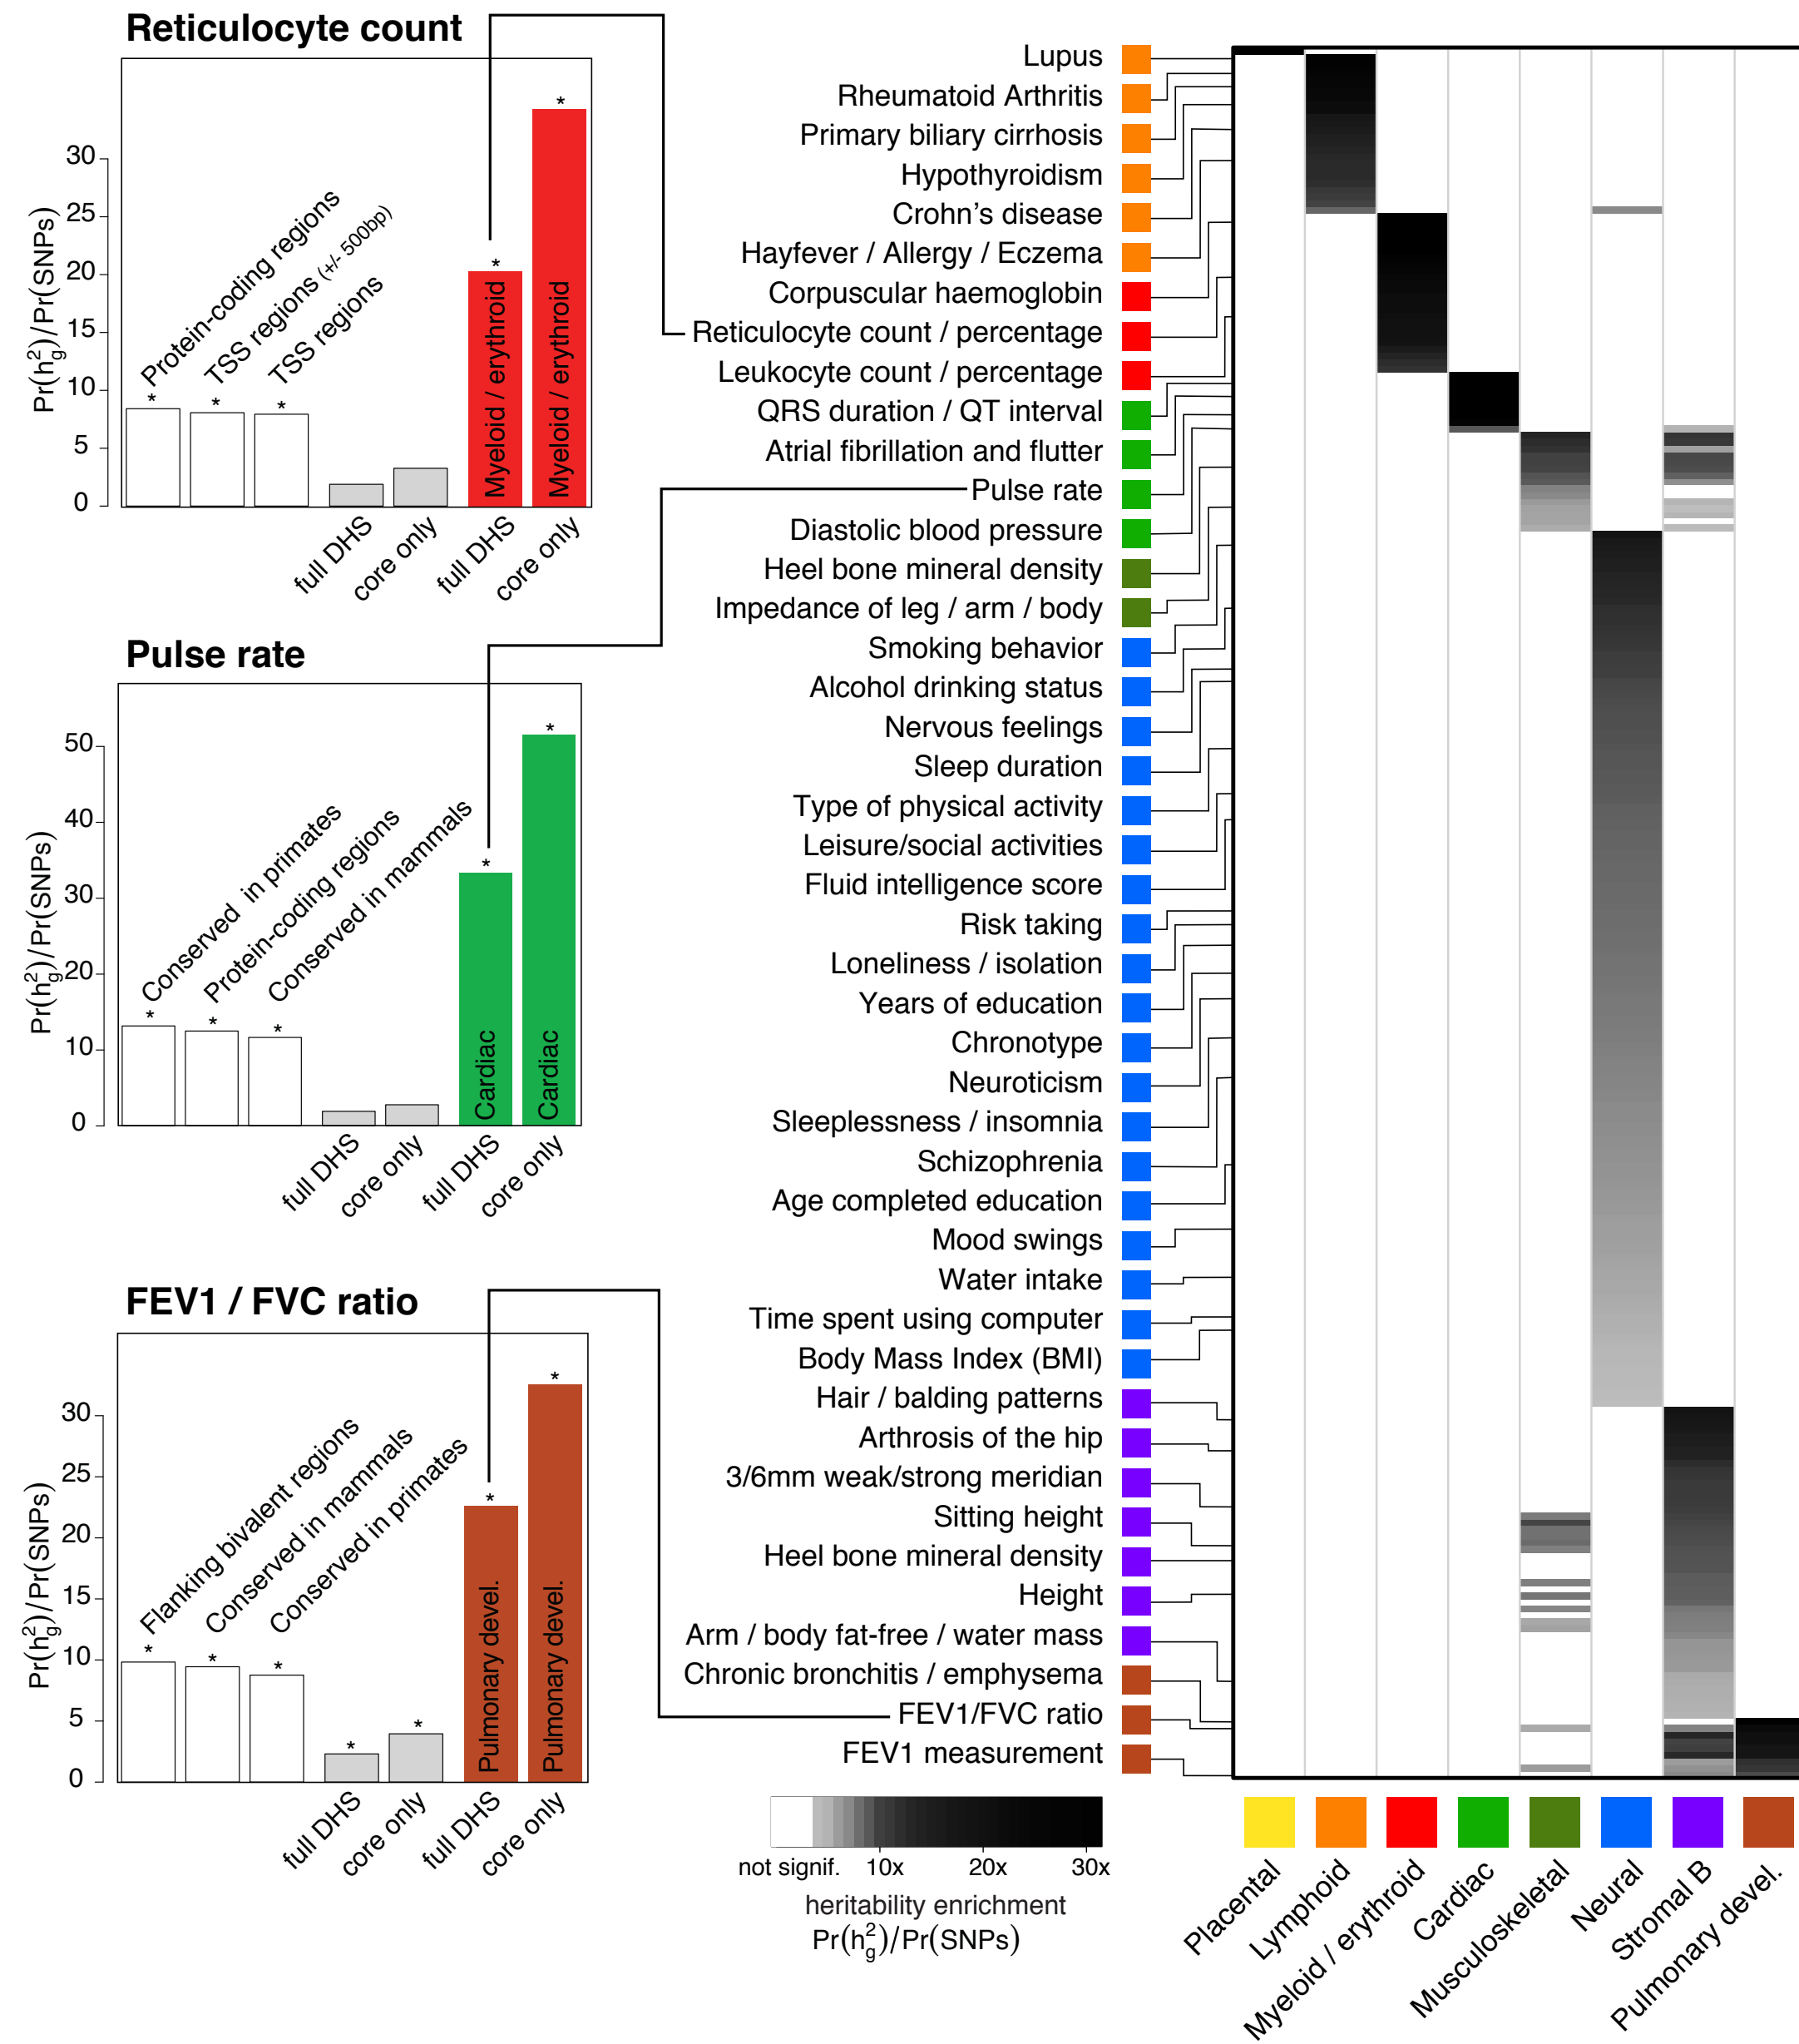 Reticulocyte count
Pr(h²g)/Pr(SNPs)
30
25
20
15
10
5
0
Protein-coding regions
TSS regions (+/- 500bp)
TSS regions
*
*
*
*
*
Myeloid / erythroid
Myeloid / erythroid
full DHS
core only
full DHS
core only
Pulse rate
Pr(h²g)/Pr(SNPs)
50
40
30
20
10
0
Conserved in primates
Protein-coding regions
Conserved in mammals
*
*
*
*
*
Cardiac
Cardiac
full DHS
core only
full DHS
core only
FEV1 / FVC ratio
Pr(h²g)/Pr(SNPs)
30
25
20
15
10
5
0
Flanking bivalent regions
Conserved in mammals
Conserved in primates
*
*
*
*
*
*
*
Pulmonary devel.
Pulmonary devel.
full DHS
core only
full DHS
core only
Lupus
Rheumatoid Arthritis
Primary biliary cirrhosis
Hypothyroidism
Crohn's disease
Hayfever / Allergy / Eczema
Corpuscular haemoglobin
Reticulocyte count / percentage
Leukocyte count / percentage
QRS duration / QT interval
Atrial fibrillation and flutter
Pulse rate
Diastolic blood pressure
Heel bone mineral density
Impedance of leg / arm / body
Smoking behavior
Alcohol drinking status
Nervous feelings
Sleep duration
Type of physical activity
Leisure/social activities
Fluid intelligence score
Risk taking
Loneliness / isolation
Years of education
Chronotype
Neuroticism
Sleeplessness / insomnia
Schizophrenia
Age completed education
Mood swings
Water intake
Time spent using computer
Body Mass Index (BMI)
Hair / balding patterns
Arthrosis of the hip
3/6mm weak/strong meridian
Sitting height
Heel bone mineral density
Height
Arm / body fat-free / water mass
Chronic bronchitis / emphysema
FEV1/FVC ratio
FEV1 measurement
not signif. 10x 20x 30x
heritability enrichment
Pr(h²g)/Pr(SNPs)
Placental
Lymphoid
Myeloid / erythroid
Cardiac
Musculoskeletal
Neural
Stromal B
Pulmonary devel.